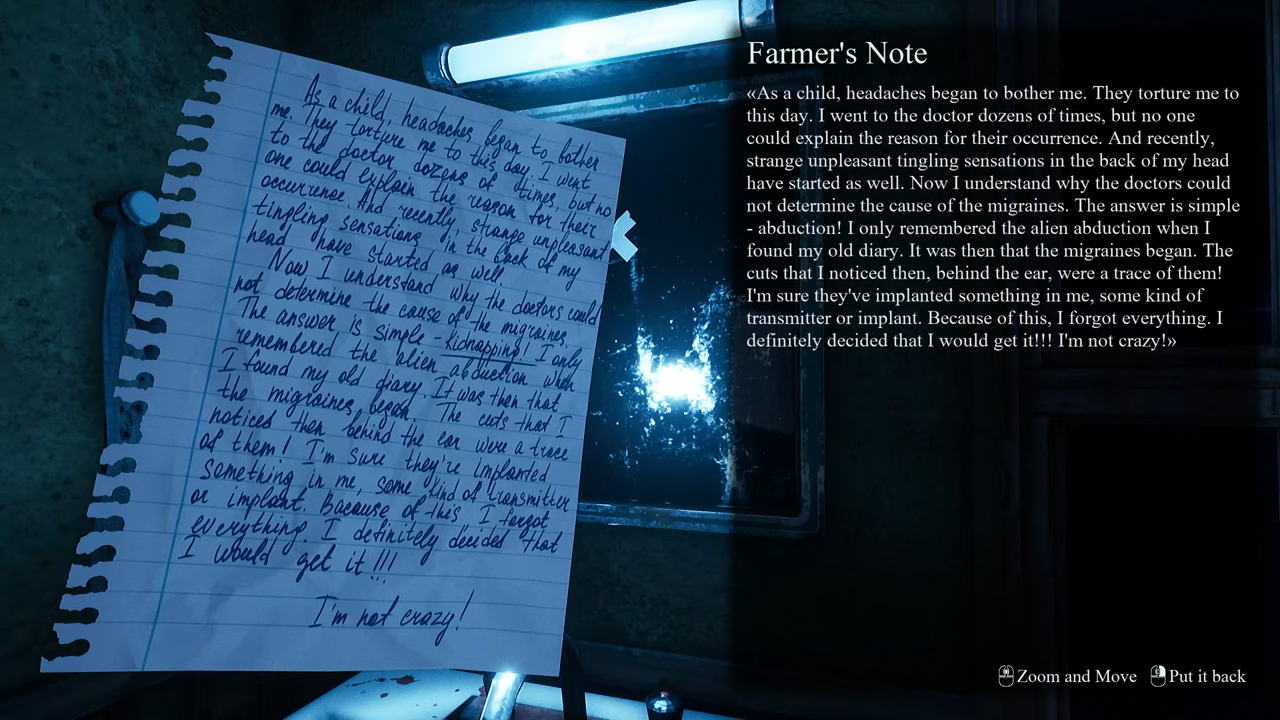 As a child, headaches began to bother
me. They torture me to this day. I went
to the doctor dozens of times, but no
one could explain the reason for their
occurrence. And recently, strange unpleasant
tingling sensations in the back of my
head have started as well.
Now I understand why the doctors could
not determine the cause of the migraines.
The answer is simple - kidnapping! I only
remembered the alien abduction when
I found my old diary. It was then that
the migraines began. The cuts that I
noticed then behind the ear were a trace
of them! I'm sure they're implanted
something in me, some kind of transmitter
or implant. Bacause of this I forgot
everything. I definitely decided that
I would get it!!!
I'm not crazy!
Farmer's Note
«As a child, headaches began to bother me. They torture me to
this day. I went to the doctor dozens of times, but no one
could explain the reason for their occurrence. And recently,
strange unpleasant tingling sensations in the back of my head
have started as well. Now I understand why the doctors could
not determine the cause of the migraines. The answer is simple
- abduction! I only remembered the alien abduction when I
found my old diary. It was then that the migraines began. The
cuts that I noticed then, behind the ear, were a trace of them!
I'm sure they've implanted something in me, some kind of
transmitter or implant. Because of this, I forgot everything. I
definitely decided that I would get it!!! I'm not crazy!»
Zoom and Move Put it back